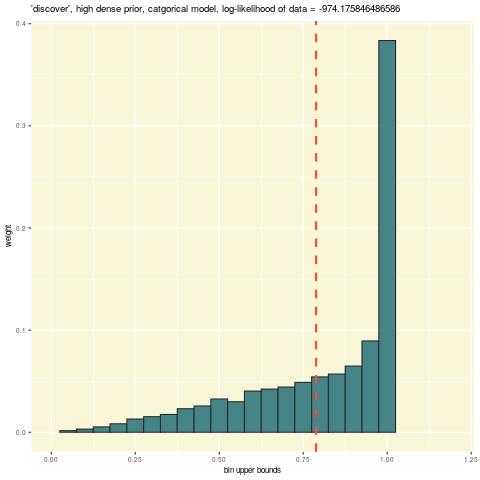 'discover', high dense prior, catgorical model, log-likelihood of data = -974.175846486586
0.4
0.3
0.2
0.1
0.0
weight
0.00 0.25 0.50 0.75 1.00 1.25
bin upper bounds